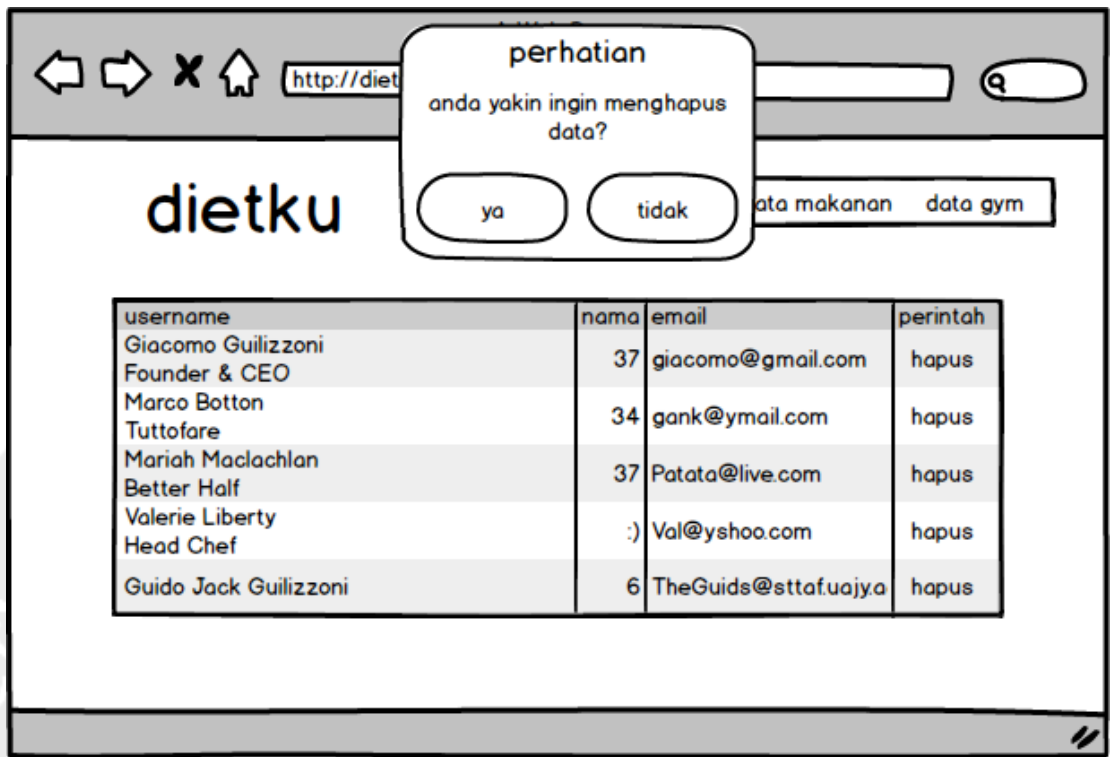 perhatian
http://diet
anda yakin ingin menghapus
data?
dietku
ya
tidak
makanan data gym
username nama email perintah
Giacomo Guilizzoni
Founder & CEO
37 giacomo@gmail.com hapus
Marco Botton
Tuttofare
34 gank@ymail.com hapus
Mariah Maclachlan
Better Half
37 Patata@live.com hapus
Valerie Liberty
Head Chef
:) Val@yshoo.com hapus
Guido Jack Guilizzoni 6 TheGuids@sttaf.uajy.a hapus